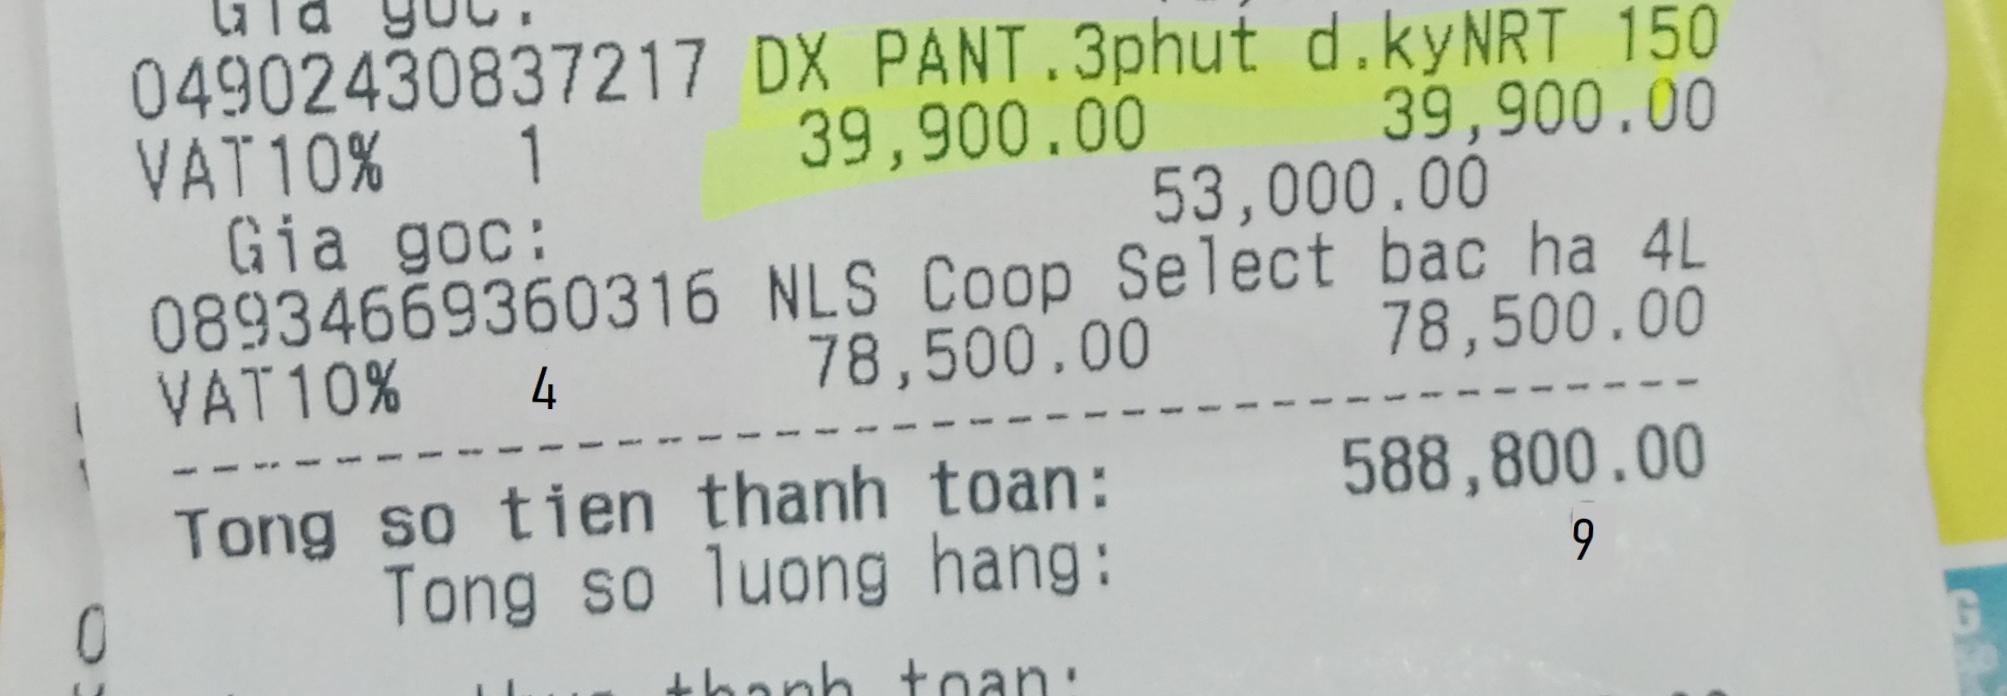 Gia goc:
04902430837217 DX PANT.3phut d.kyNRT 150
VAT10% 1 39,900.00 39,900.00
Gia goc: 53,000.00
08934669360316 NLS Coop Select bac ha 4L
VAT10% 4 78,500.00 78,500.00
--------------------------------
Tong so tien thanh toan: 588,800.00
Tong so luong hang: 9
0
thanh toan:
G